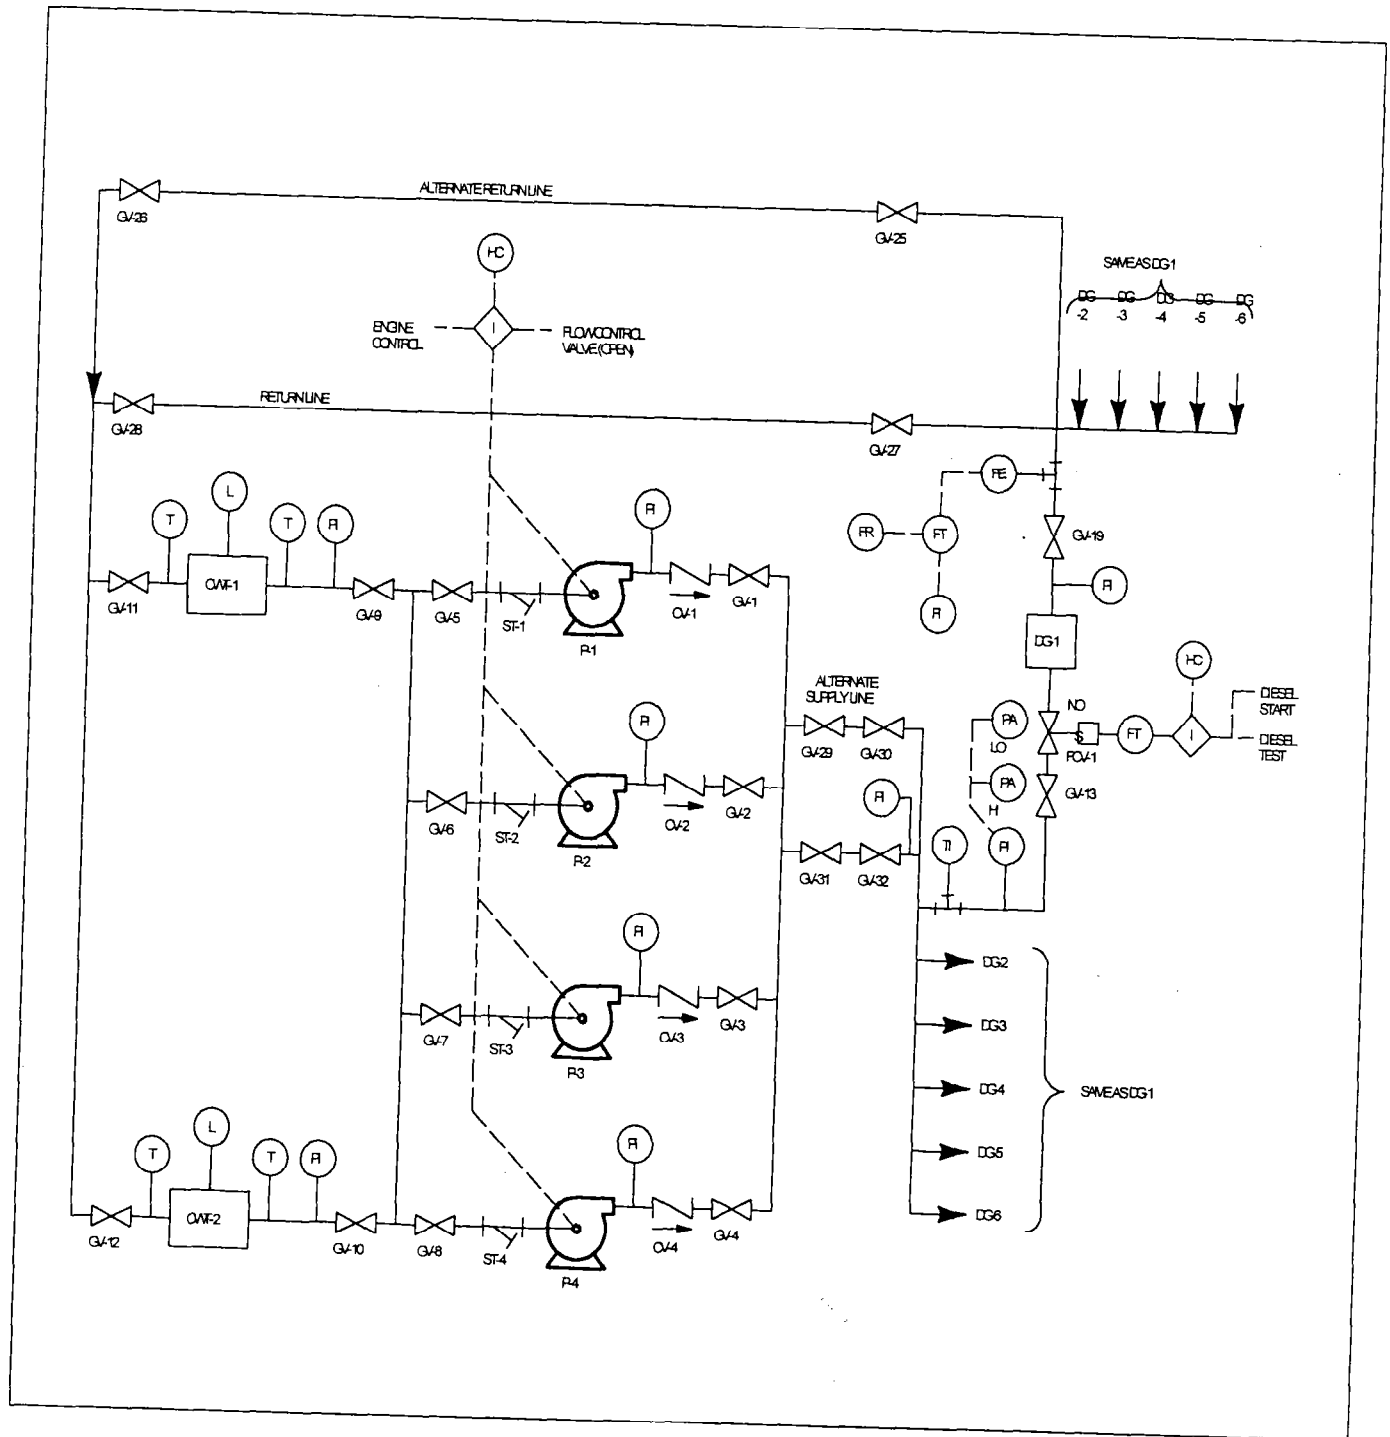 ALTERNATE RETURN LINE
GV-26
GV-25
HC
SAME AS DG1
DG DG DG DG DG
-2 -3 -4 -5 -6
ENGINE
CONTROL
I
FLOW CONTROL
VALVE (OPEN)
RETURN LINE
GV-28
GV-27
FE
L
T
T
PI
PI
FR
FT
GV-19
FI
PI
CWT-1
GV-11
GV-9
GV-5
ST-1
CV-1
GV-1
P-1
DG-1
HC
ALTERNATE
SUPPLY LINE
NO
DIESEL
START
PA
LO
S
FT
I
DIESEL
TEST
FCV-1
PI
GV-29
GV-30
PI
PA
HI
GV-13
GV-6
ST-2
CV-2
GV-2
P-2
TI
PI
GV-31
GV-32
PI
DG2
GV-7
ST-3
CV-3
GV-3
P-3
DG3
DG4
SAME AS DG1
L
T
T
PI
PI
DG5
CWT-2
GV-12
GV-10
GV-8
ST-4
CV-4
GV-4
DG6
P-4